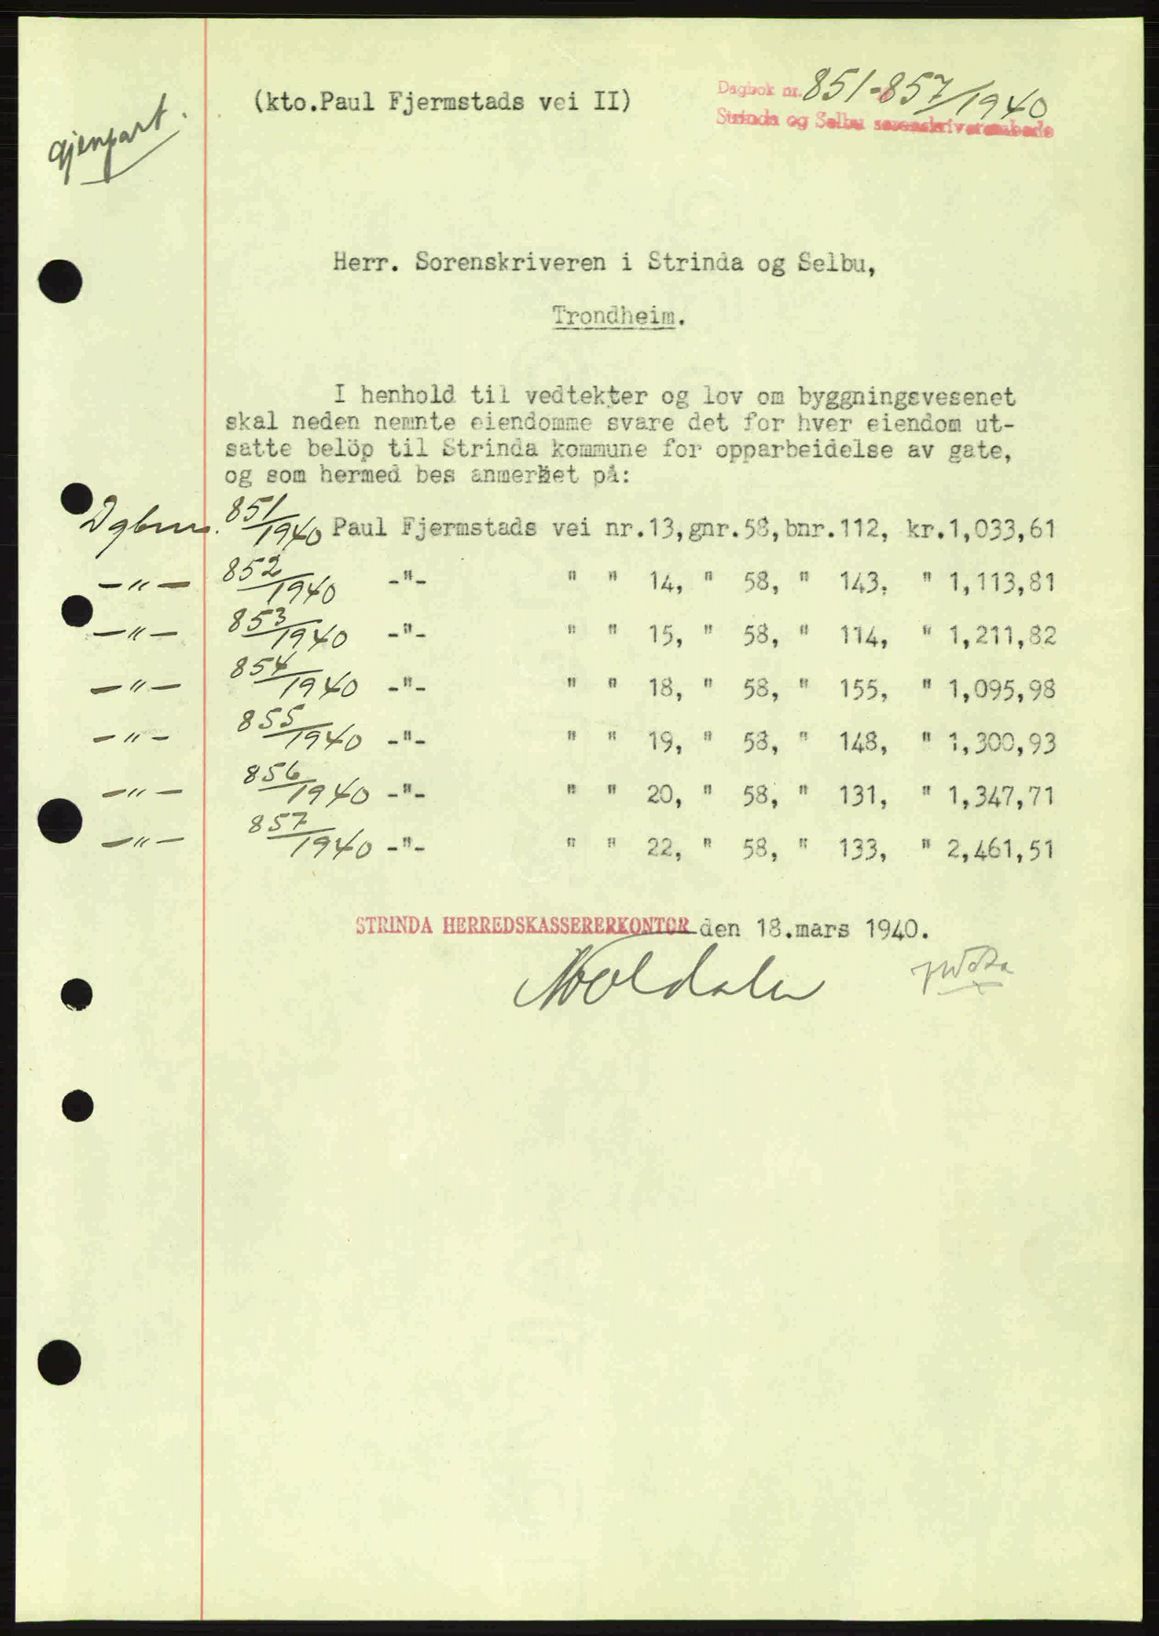 gjenpart.
(kto.Paul Fjermstads vei II)
Dagbok nr. 851-857/1940
Strinda og Selbu sorenskriverembede
Herr. Sorenskriveren i Strinda og Selbu,
Trondheim.
I henhold til vedtekter og lov om byggningsvesenet
skal neden nemnte eiendomme svare det for hver eiendom ut-
satte belöp til Strinda kommune for opparbeidelse av gate,
og som hermed bes anmerket på:
Dgbnr. 851/1940 Paul Fjermstads vei nr.13,gnr.58,bnr.112, kr.1,033,61
-"- 852/1940 -"- " " 14, " 58, " 143. " 1,113,81
-"- 853/1940 -"- " " 15, " 58, " 114, " 1,211,82
-"- 854/1940 -"- " " 18, " 58, " 155, " 1,095,98
-"- 855/1940 -"- " " 19, " 58, " 148, " 1,300,93
-"- 856/1940 -"- " " 20, " 58, " 131, " 1,347,71
-"- 857/1940 -"- " " 22, " 58, " 133, " 2,461,51
STRINDA HERREDSKASSERERKONTOR den 18.mars 1940.